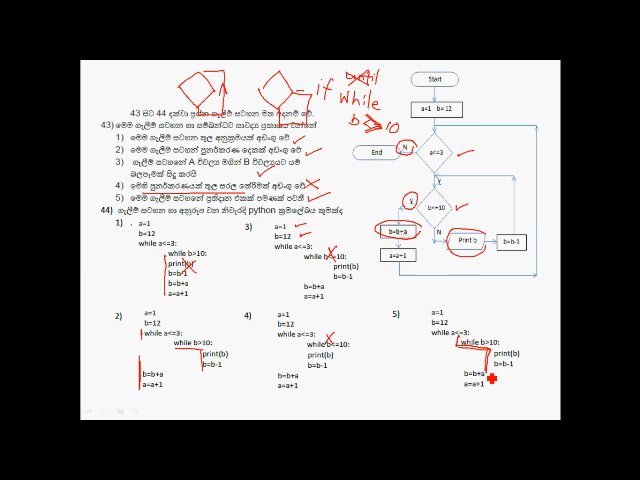 until
if
while
b > 10
Start
a=1 b= 12
a<=3
N
End
Y
b<=10
Y
N
b=b+a
Print b
b=b-1
a=a+1
43 සිට 44 දක්වා ප්‍රශ්න ගැලීම් සටහන මත පදනම් වේ.
43) මෙම ගැලීම් සටහන හා සම්බන්ධව සාවද්‍ය ප්‍රකාශය වන්නේ
1) මෙම ගැලීම් සටහන තුල අනුක්‍රමයක් අඩංගු වේ
2) මෙම ගැලීම් සටහන පුනර්කරණ දෙකක් අඩංගු වේ
3) ගැලීම් සටහනේ A විචල්‍ය මගින් B විචල්‍යයට යම්
බලපෑමක් සිදු කරයි
4) මෙහි පුනර්කරණයක් තුල සරල තේරීමක් අඩංගු වේ
5) මෙම ගැලීම් සටහනේ ප්‍රතිදාන එකක් පමණක් පවතී
44) ගැලීම් සටහන හා අනුරූප වන නිවැරදි python ක්‍රමලේඛය කුමක්ද
1) . a=1
b=12
while a<=3:
while b>10:
print(b)
b=b-1
b=b+a
a=a+1
3) a=1
b=12
while a<=3:
while b<=10:
print(b)
b=b-1
b=b+a
a=a+1
2) a=1
b=12
while a<=3:
while b>10:
print(b)
b=b-1
b=b+a
a=a+1
4) a=1
b=12
while a<=3:
while b<=10:
print(b)
b=b-1
b=b+a
a=a+1
5) a=1
b=12
while a<=3:
while b>10:
print(b)
b=b-1
b=b+a
a=a+1